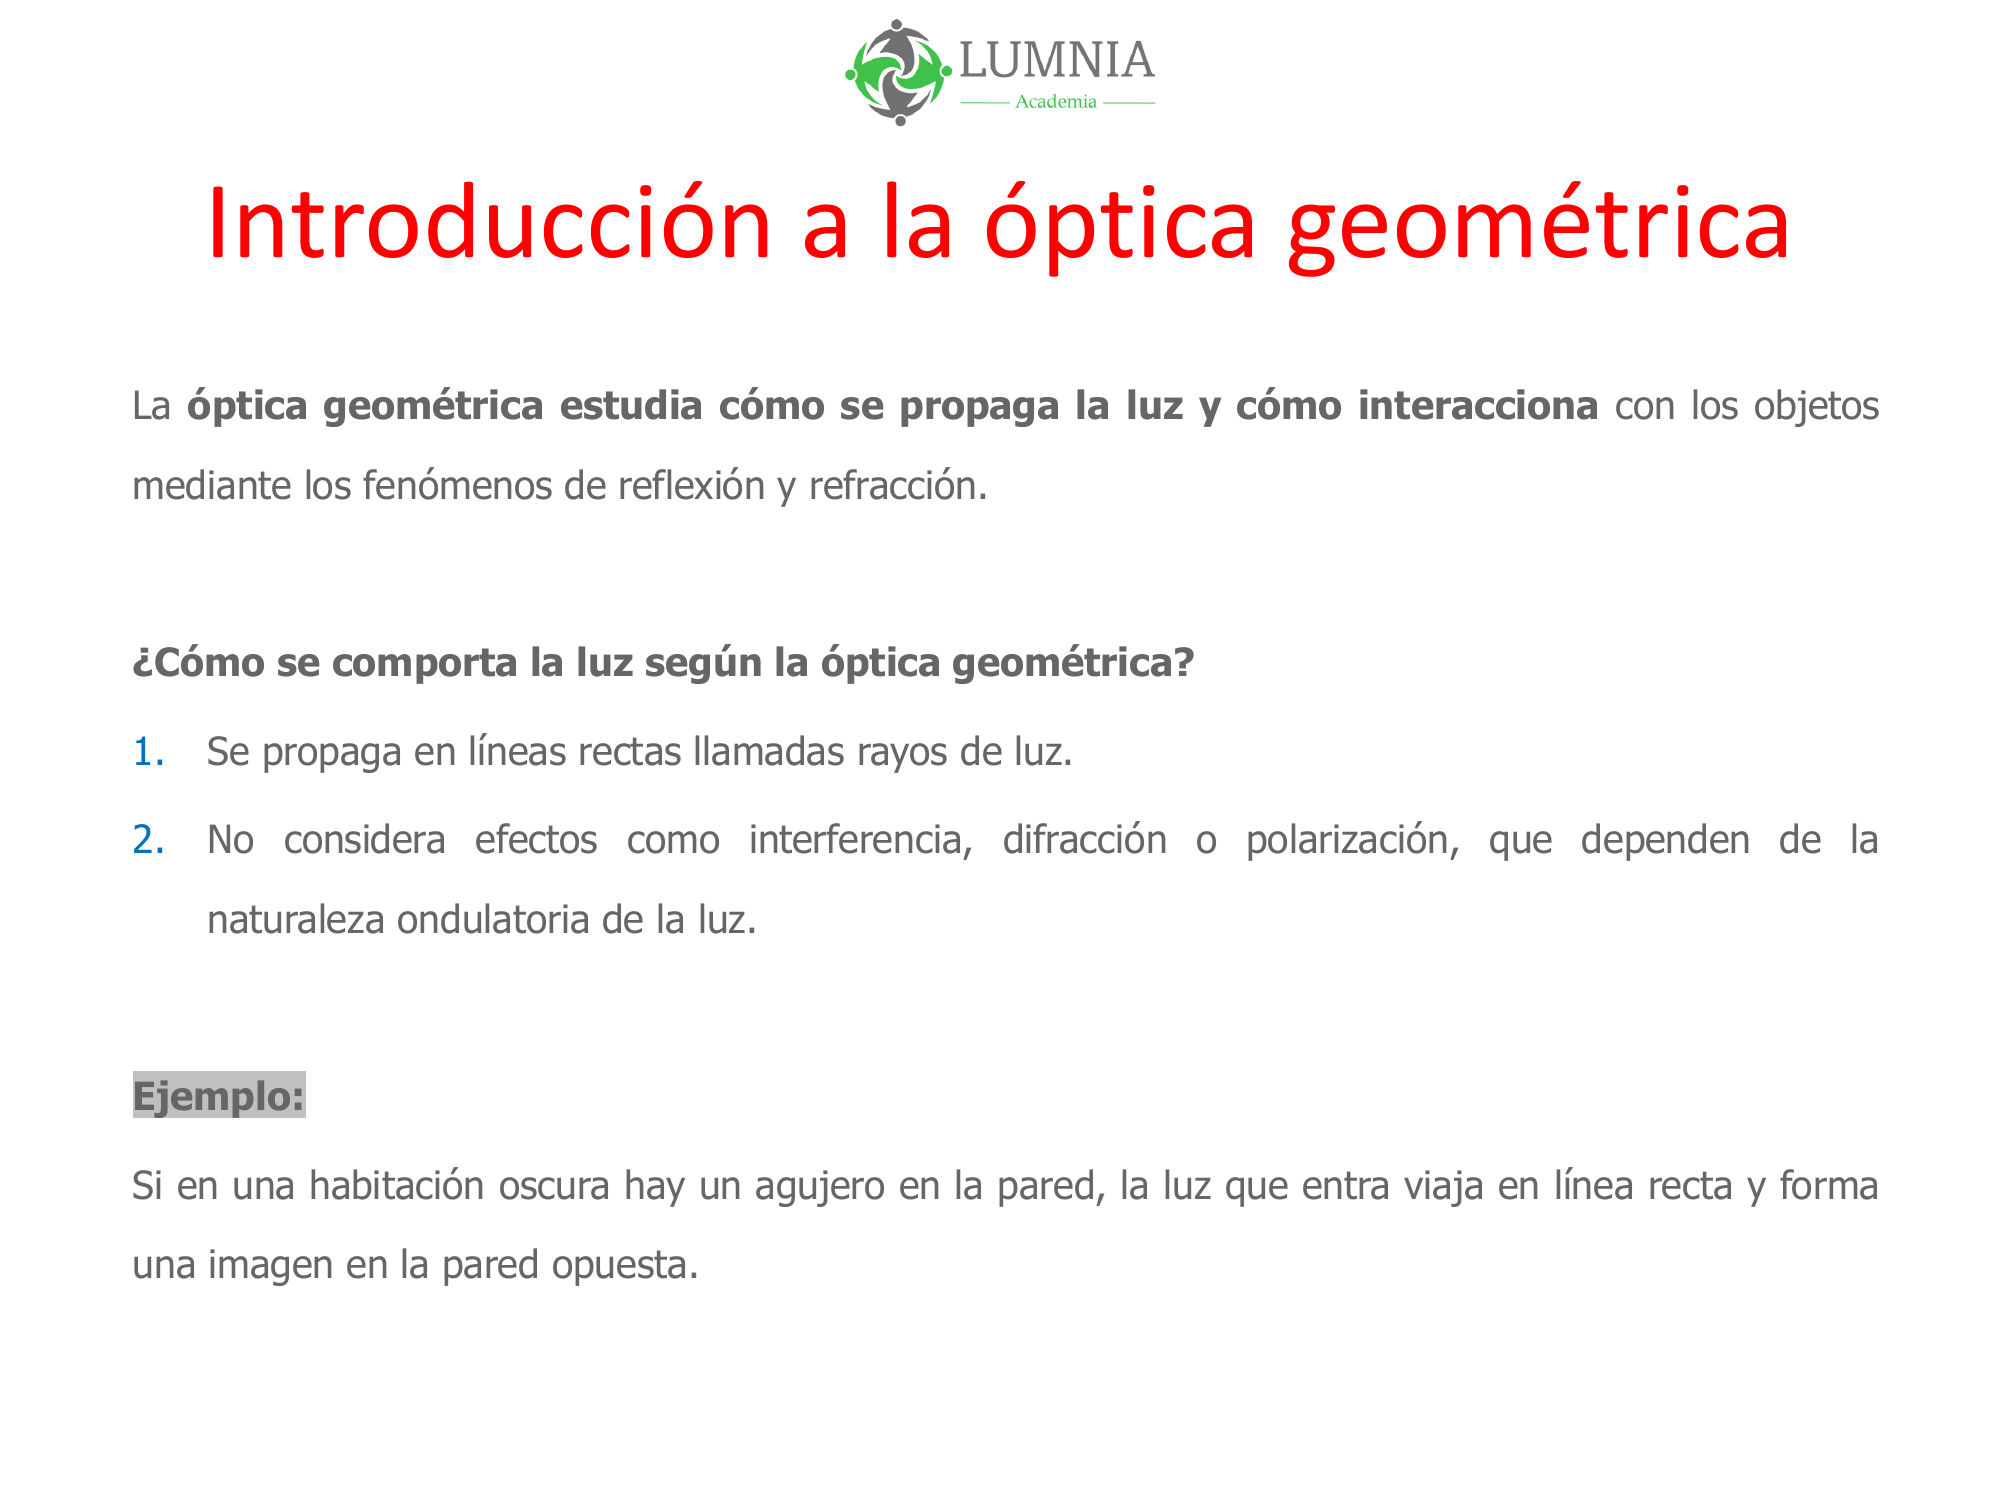 LUMNIA
Academia
Introducción a la óptica geométrica
La óptica geométrica estudia cómo se propaga la luz y cómo interacciona con los objetos
mediante los fenómenos de reflexión y refracción.
¿Cómo se comporta la luz según la óptica geométrica?
1. Se propaga en líneas rectas llamadas rayos de luz.
2. No considera efectos como interferencia, difracción o polarización, que dependen de la
naturaleza ondulatoria de la luz.
Ejemplo:
Si en una habitación oscura hay un agujero en la pared, la luz que entra viaja en línea recta y forma
una imagen en la pared opuesta.